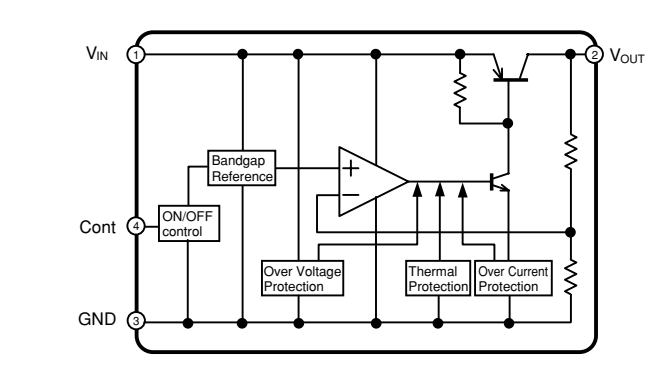 VIN
1
2
VOUT
Bandgap
Reference
+
−
ON/OFF
control
Cont
4
Over Voltage
Protection
Thermal
Protection
Over Current
Protection
GND
3